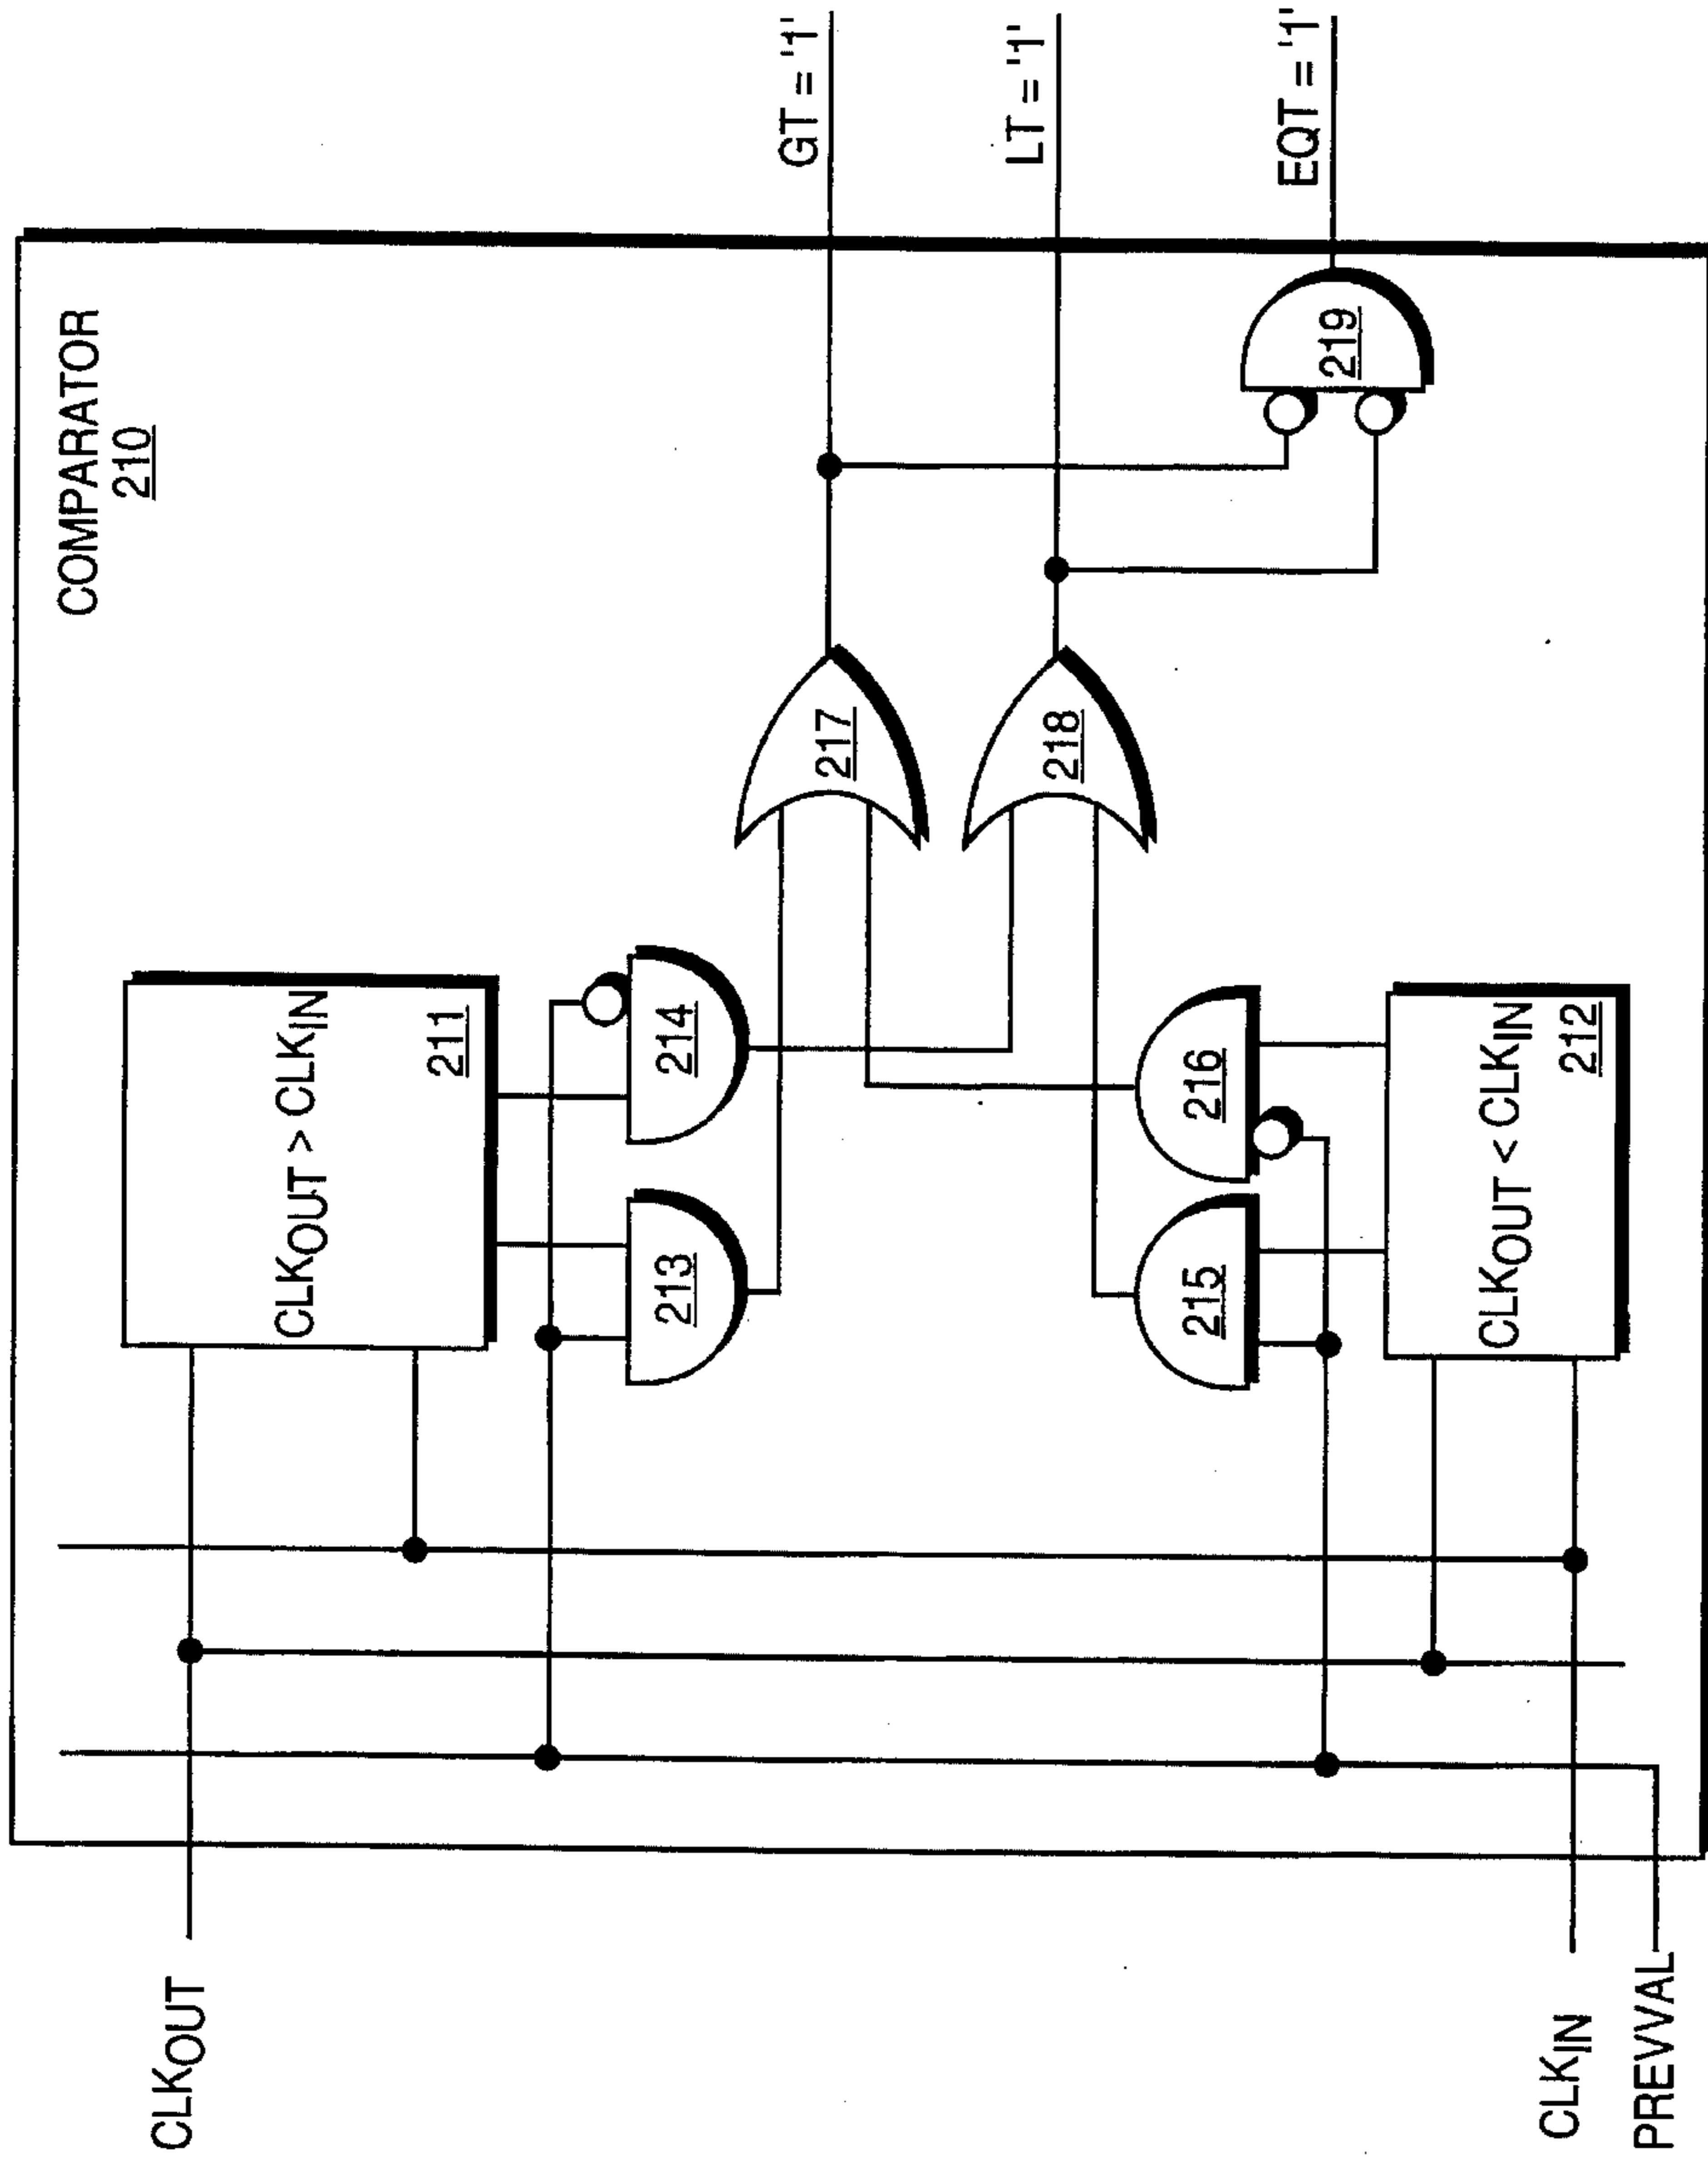 COMPARATOR
210
CLKOUT
CLKOUT > CLKIN
211
213
214
217
GT = '1'
218
LT = '1'
215
216
219
EQT = '1'
CLKOUT < CLKIN
212
CLKIN
PREVVAL